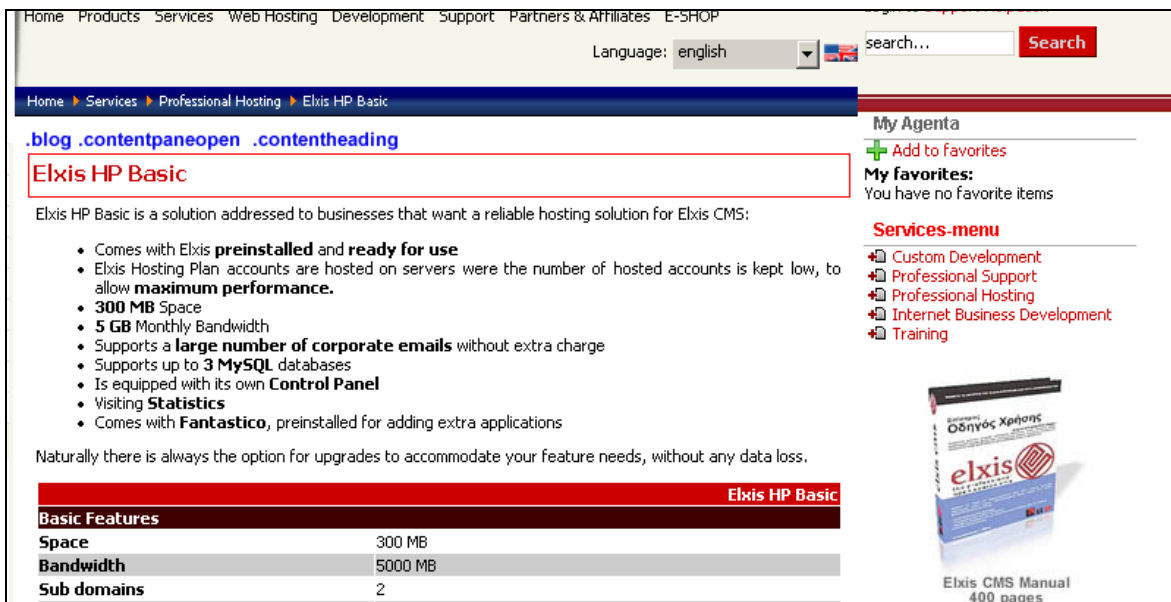 Home Products Services Web Hosting Development Support Partners & Affiliates E-SHOP
Language: english
search... Search
Home Services Professional Hosting Elxis HP Basic
.blog .contentpaneopen .contentheading
Elxis HP Basic
Elxis HP Basic is a solution addressed to businesses that want a reliable hosting solution for Elxis CMS:
• Comes with Elxis preinstalled and ready for use
• Elxis Hosting Plan accounts are hosted on servers were the number of hosted accounts is kept low, to
allow maximum performance.
• 300 MB Space
• 5 GB Monthly Bandwidth
• Supports a large number of corporate emails without extra charge
• Supports up to 3 MySQL databases
• Is equipped with its own Control Panel
• Visiting Statistics
• Comes with Fantastico, preinstalled for adding extra applications
Naturally there is always the option for upgrades to accommodate your feature needs, without any data loss.
Elxis HP Basic
Basic Features
Space 300 MB
Bandwidth 5000 MB
Sub domains 2
My Agenta
Add to favorites
My favorites:
You have no favorite items
Services-menu
Custom Development
Professional Support
Professional Hosting
Internet Business Development
Training
Οδηγός Χρήσης
elxis
Elxis CMS Manual
400 pages